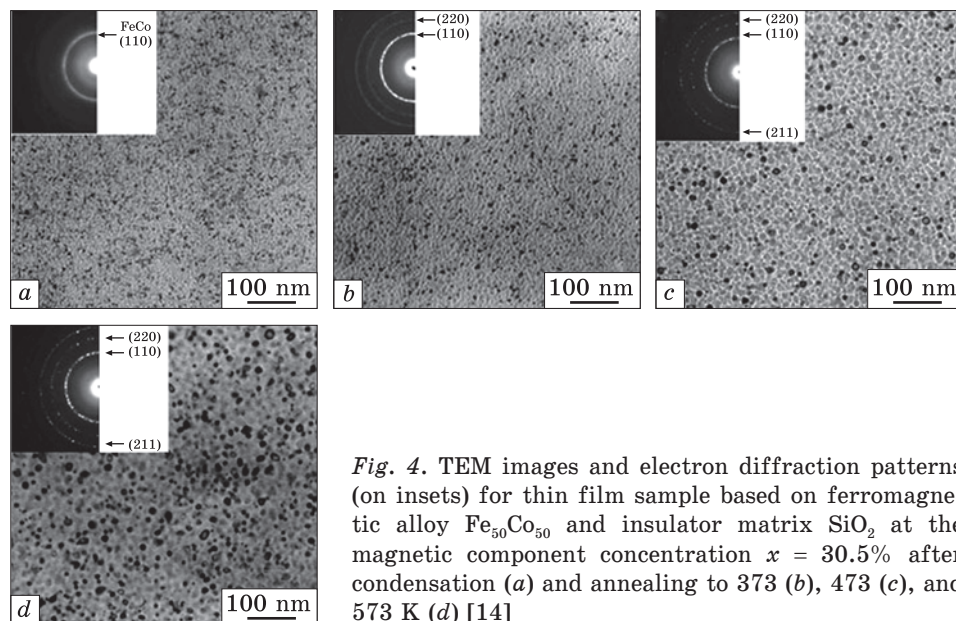 FeCo
(110)
a
100 nm
(220)
(110)
b
100 nm
(220)
(110)
(211)
c
100 nm
(220)
(110)
(211)
d
100 nm
Fig. 4. TEM images and electron diffraction patterns
(on insets) for thin film sample based on ferromagne
tic alloy Fe₅₀Co₅₀ and insulator matrix SiO₂ at the
magnetic component concentration x = 30.5% after
condensation (a) and annealing to 373 (b), 473 (c), and
573 K (d) [14]